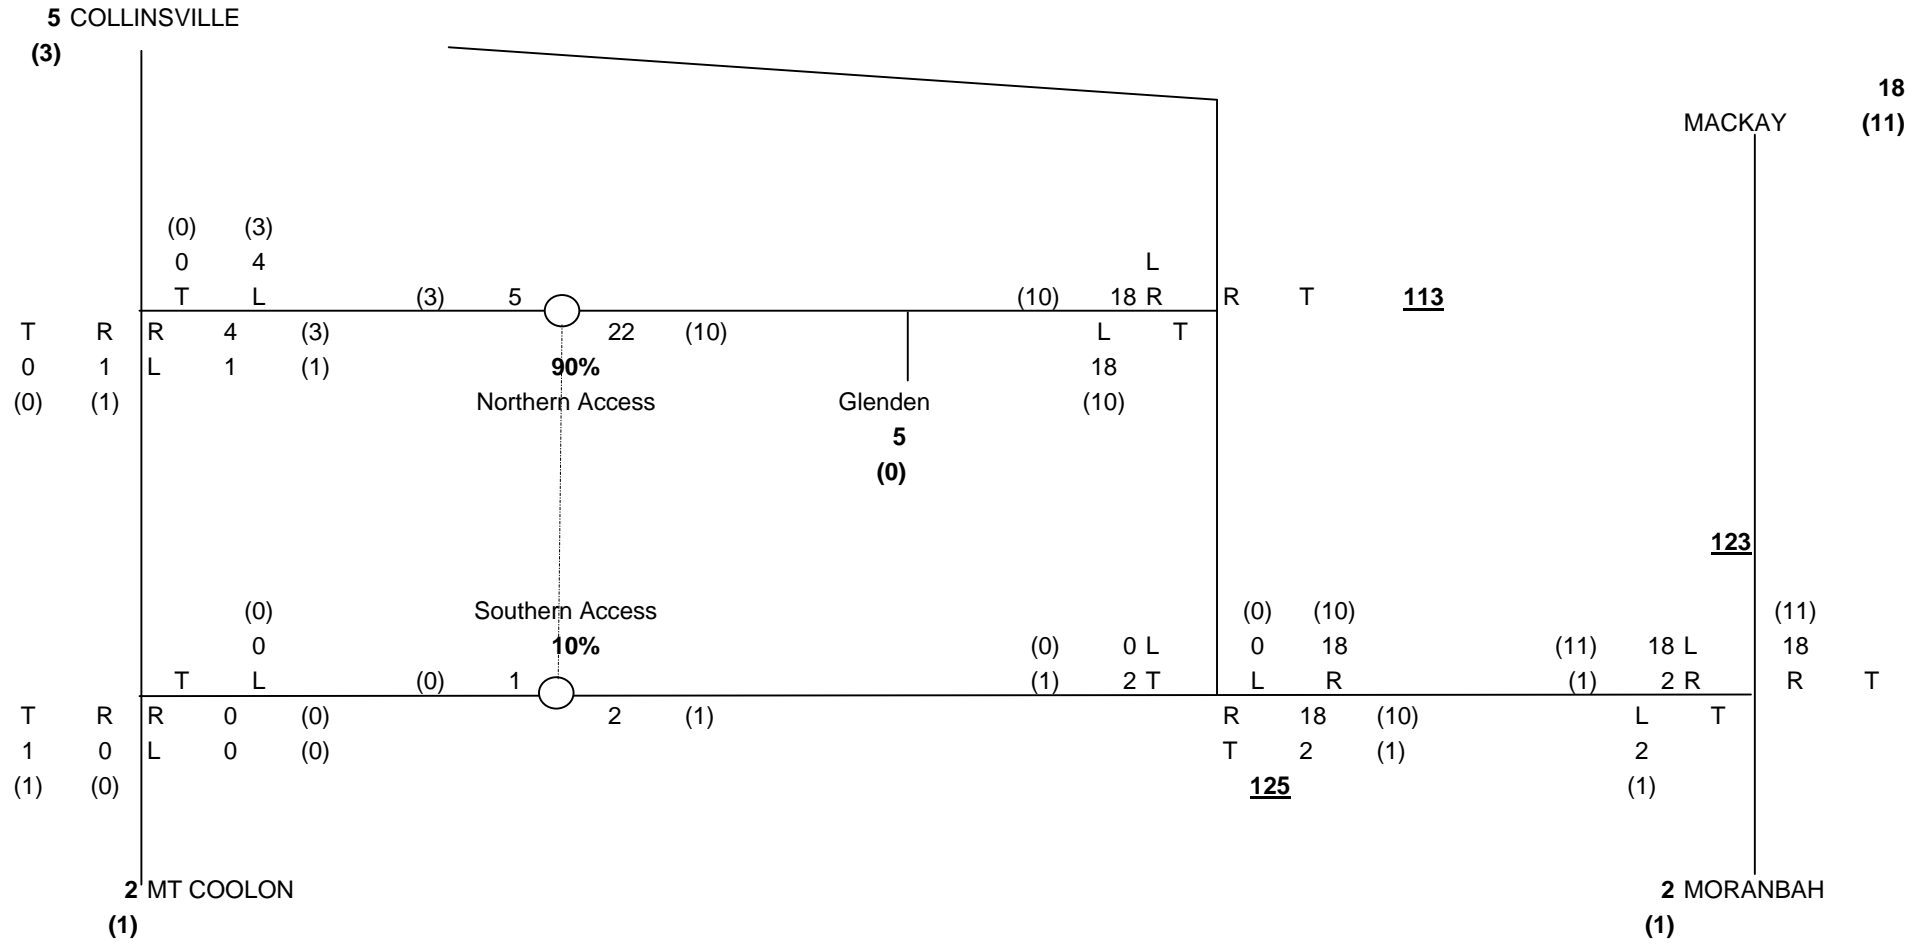 5 COLLINSVILLE
(3)
18
MACKAY (11)
(0) (3)
0 4 L
T L (3) 5 (10) 18 R R T 113
T R R 4 (3) 22 (10) L T
0 1 L 1 (1) 90% 18
(0) (1) Northern Access Glenden (10)
5
(0)
123
(0) Southern Access (0) (10) (11)
0 10% (0) 0 L 0 18 (11) 18 L 18
T L (0) 1 (1) 2 T L R (1) 2 R R T
T R R 0 (0) 2 (1) R 18 (10) L T
1 0 L 0 (0) T 2 (1) 2
(1) (0) 125 (1)
2 MT COOLON 2 MORANBAH
(1) (1)